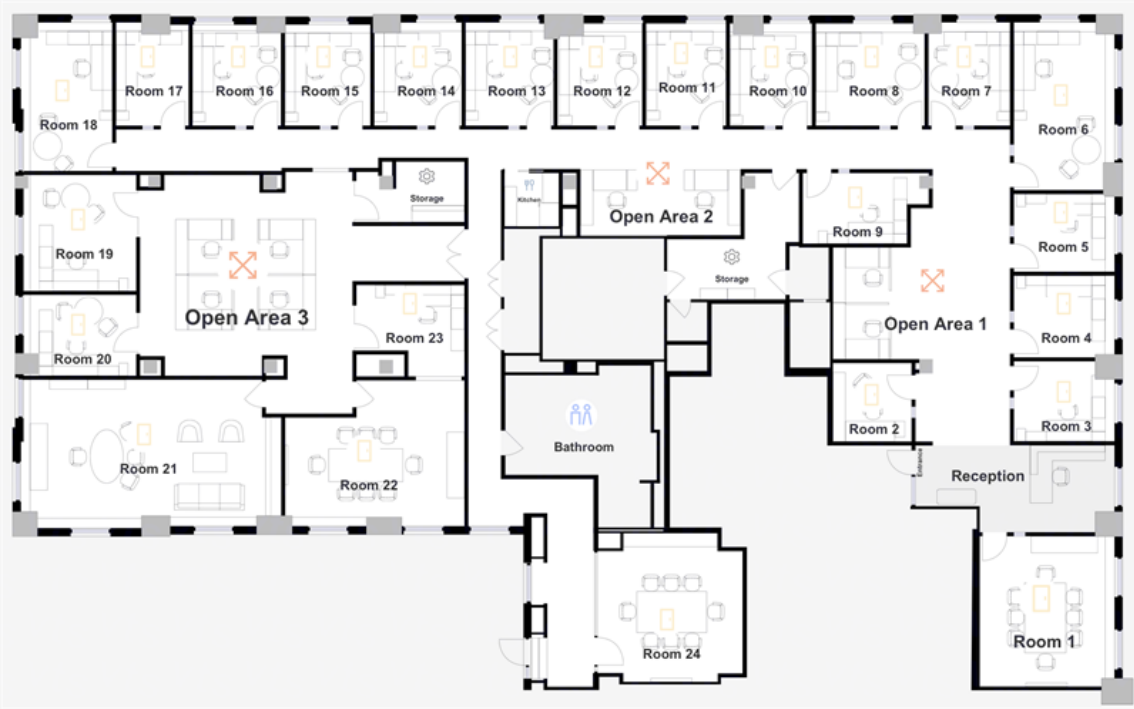 Room 17
Room 16
Room 15
Room 14
Room 13
Room 12
Room 11
Room 10
Room 8
Room 7
Room 18
Room 6
Storage
Kitchen
Open Area 2
Room 9
Room 19
Room 5
Storage
Open Area 3
Open Area 1
Room 23
Room 4
Room 20
Room 2
Room 3
Bathroom
Entrance
Reception
Room 21
Room 22
Room 24
Room 1